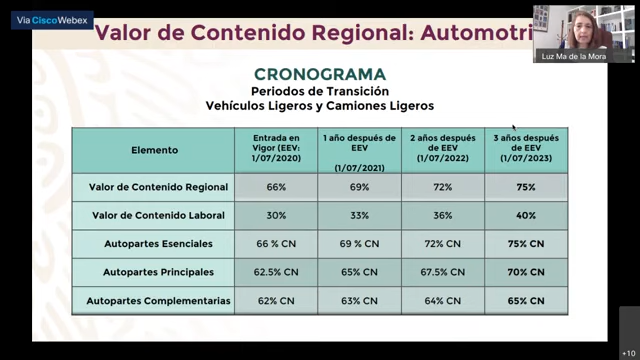 Via Cisco Webex
Valor de Contenido Regional: Automotri
Luz Ma de la Mora
CRONOGRAMA
Periodos de Transición
Vehículos Ligeros y Camiones Ligeros
Elemento
Entrada en
Vigor (EEV:
1/07/2020)
1 año después de
EEV
(1/07/2021)
2 años después
de EEV
(1/07/2022)
3 años después
de EEV
(1/07/2023)
Valor de Contenido Regional 66% 69% 72% 75%
Valor de Contenido Laboral 30% 33% 36% 40%
Autopartes Esenciales 66 % CN 69 % CN 72% CN 75% CN
Autopartes Principales 62.5% CN 65% CN 67.5% CN 70% CN
Autopartes Complementarias 62% CN 63% CN 64% CN 65% CN
+10